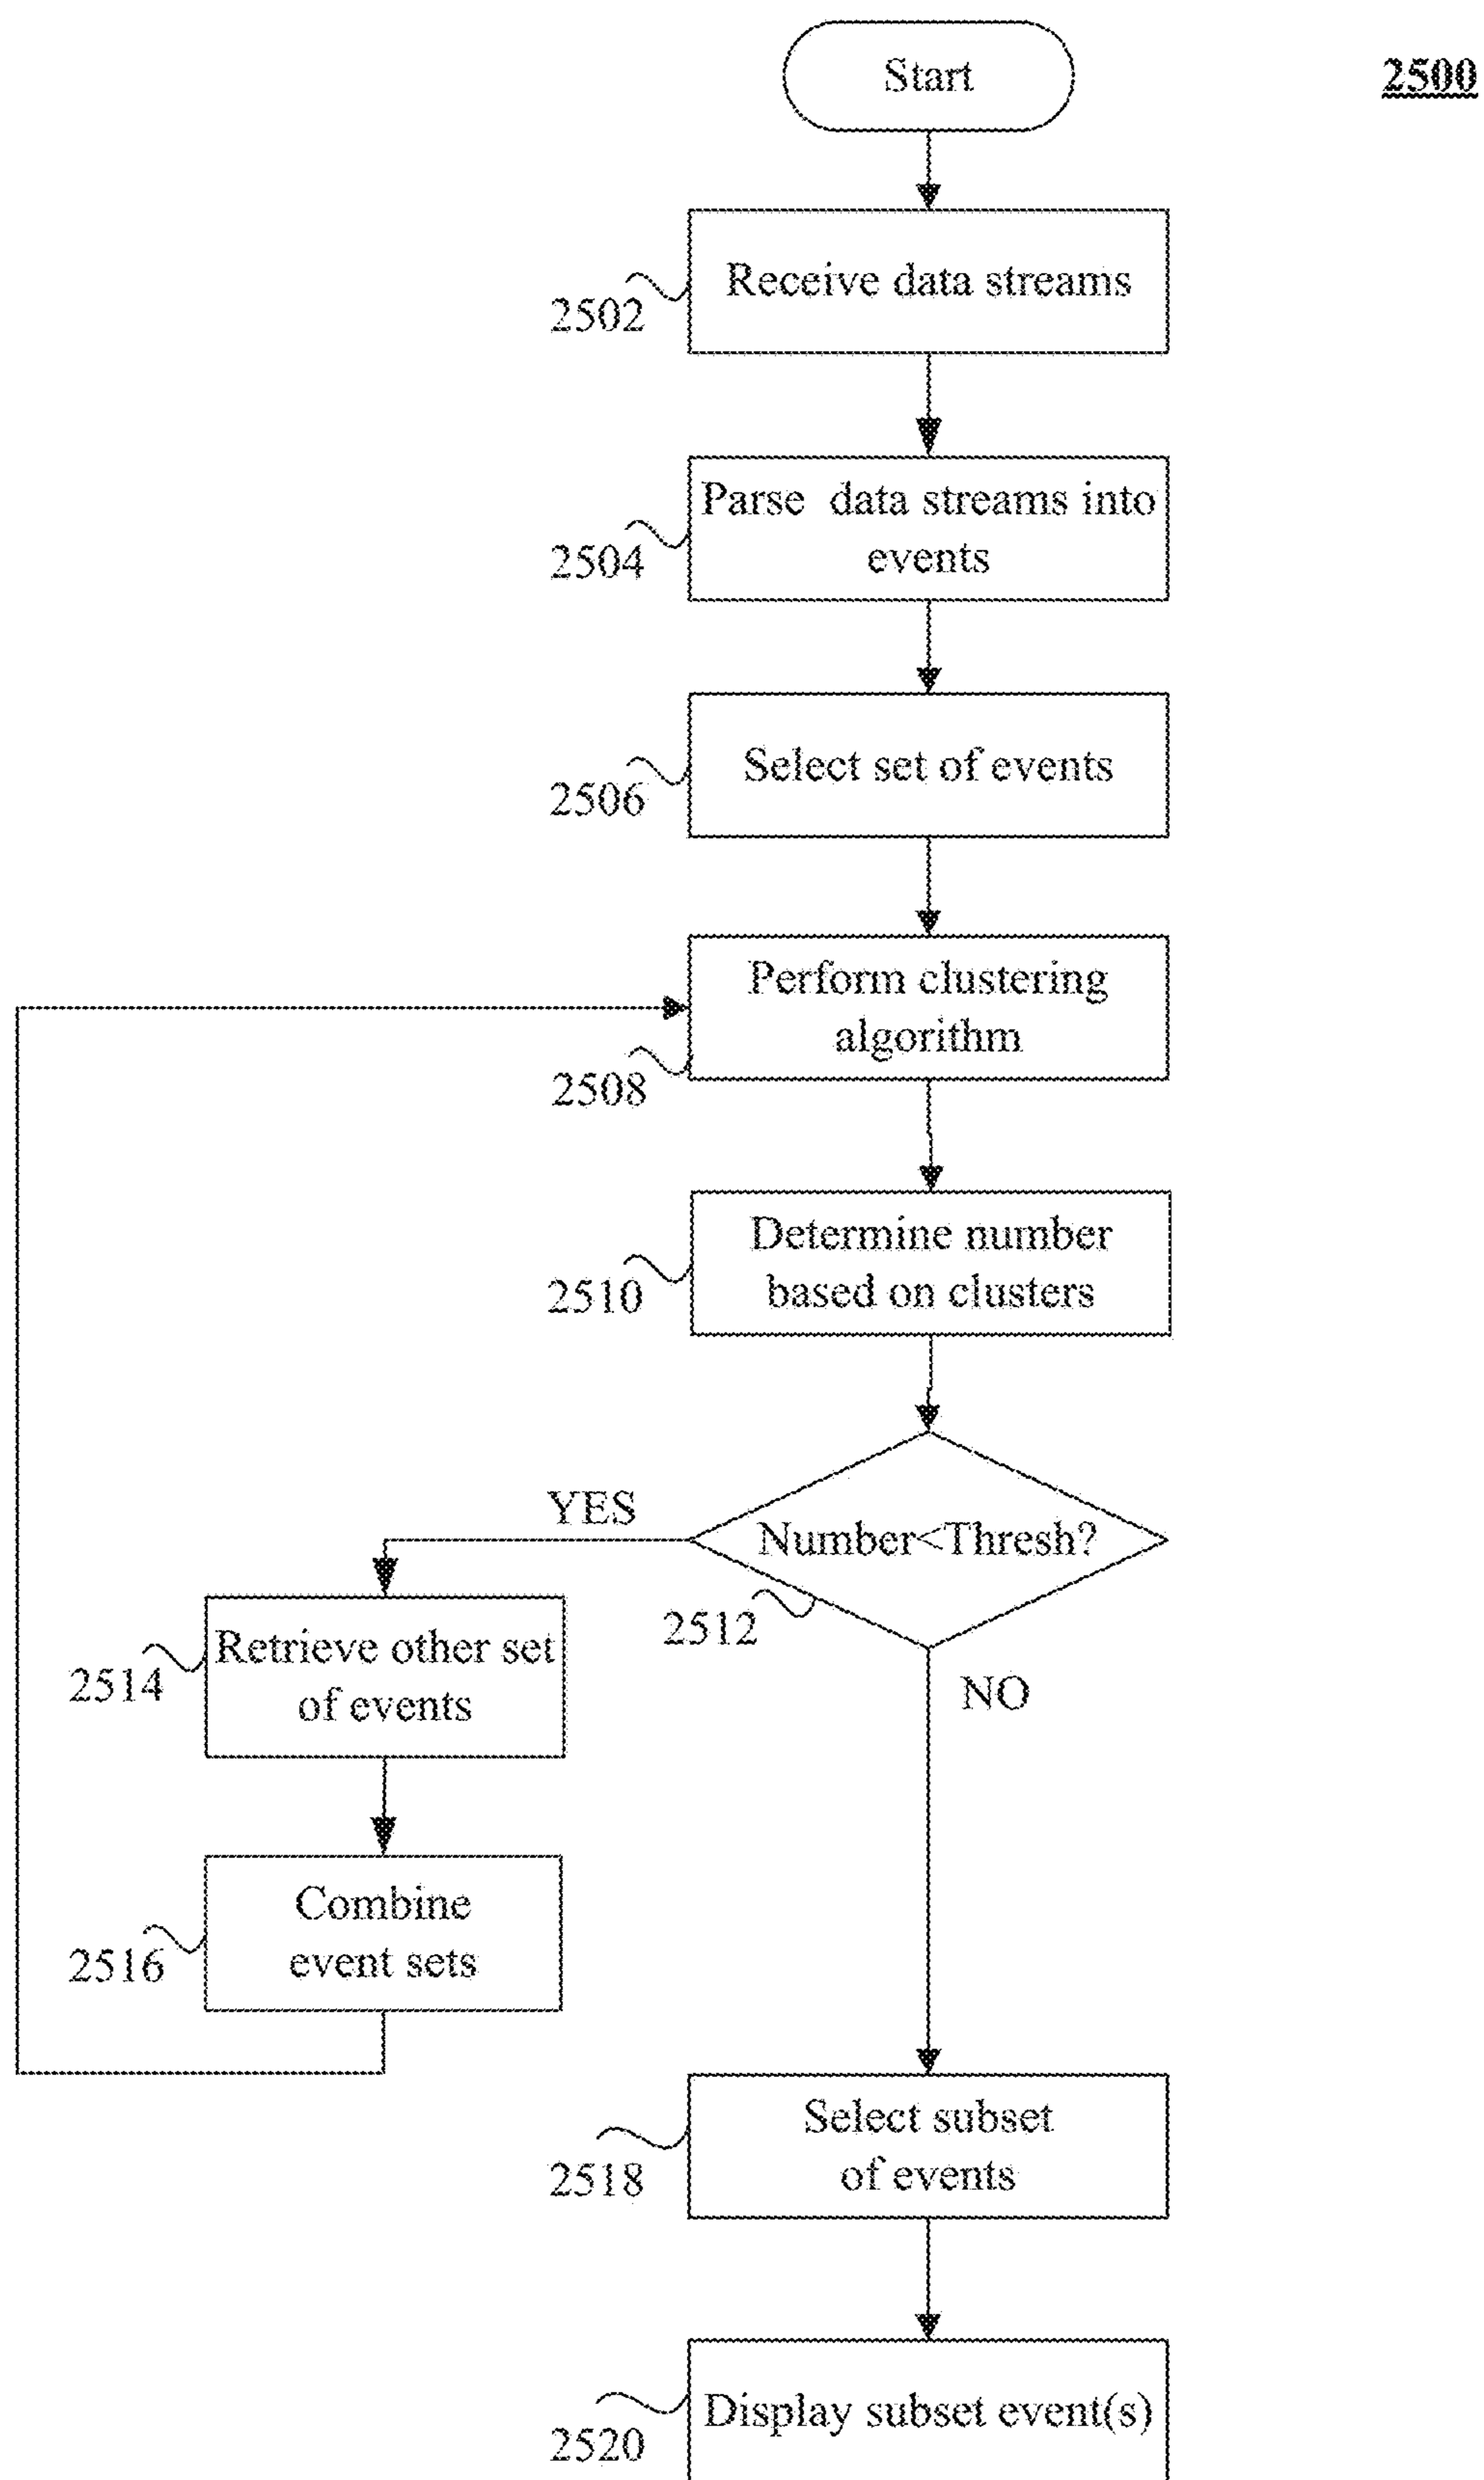 Start
2500
Receive data streams
2502
Parse data streams into
events
2504
Select set of events
2506
Perform clustering
algorithm
2508
Determine number
based on clusters
2510
YES
Number<Thresh?
2512
Retrieve other set
of events
2514
NO
Combine
event sets
2516
Select subset
of events
2518
Display subset event(s)
2520